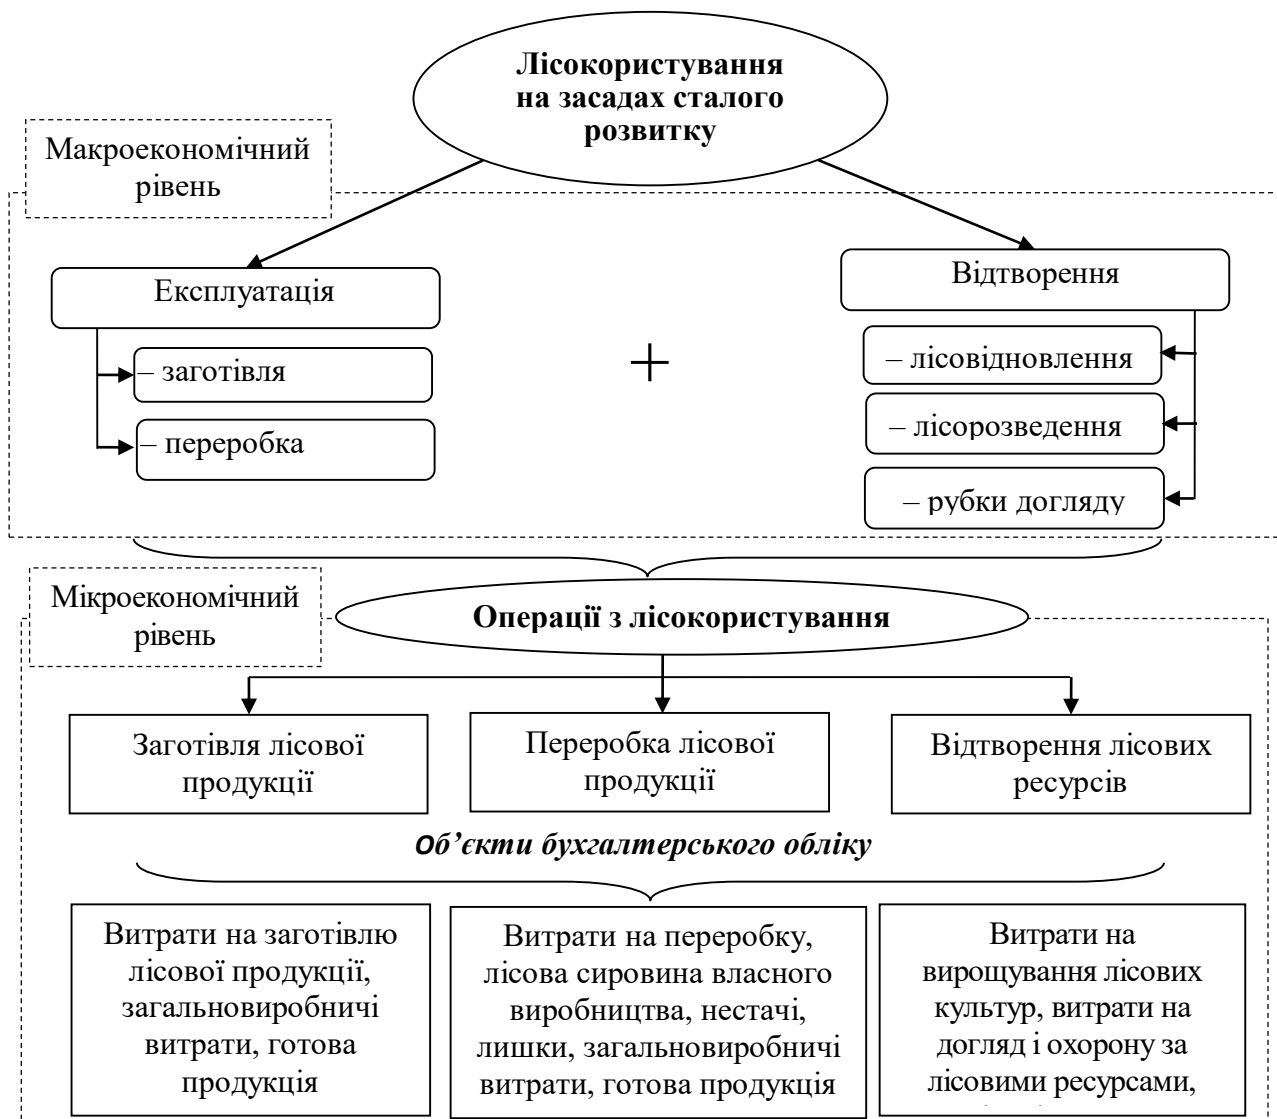 Лісокористування
на засадах сталого
розвитку
Макроекономічний
рівень
Експлуатація
– заготівля
– переробка
+
Відтворення
– лісовідновлення
– лісорозведення
– рубки догляду
Мікроекономічний
рівень
Операції з лісокористування
Заготівля лісової
продукції
Переробка лісової
продукції
Відтворення лісових
ресурсів
Об’єкти бухгалтерського обліку
Витрати на заготівлю
лісової продукції,
загальновиробничі
витрати, готова
продукція
Витрати на переробку,
лісова сировина власного
виробництва, нестачі,
лишки, загальновиробничі
витрати, готова продукція
Витрати на
вирощування лісових
культур, витрати на
догляд і охорону за
лісовими ресурсами,